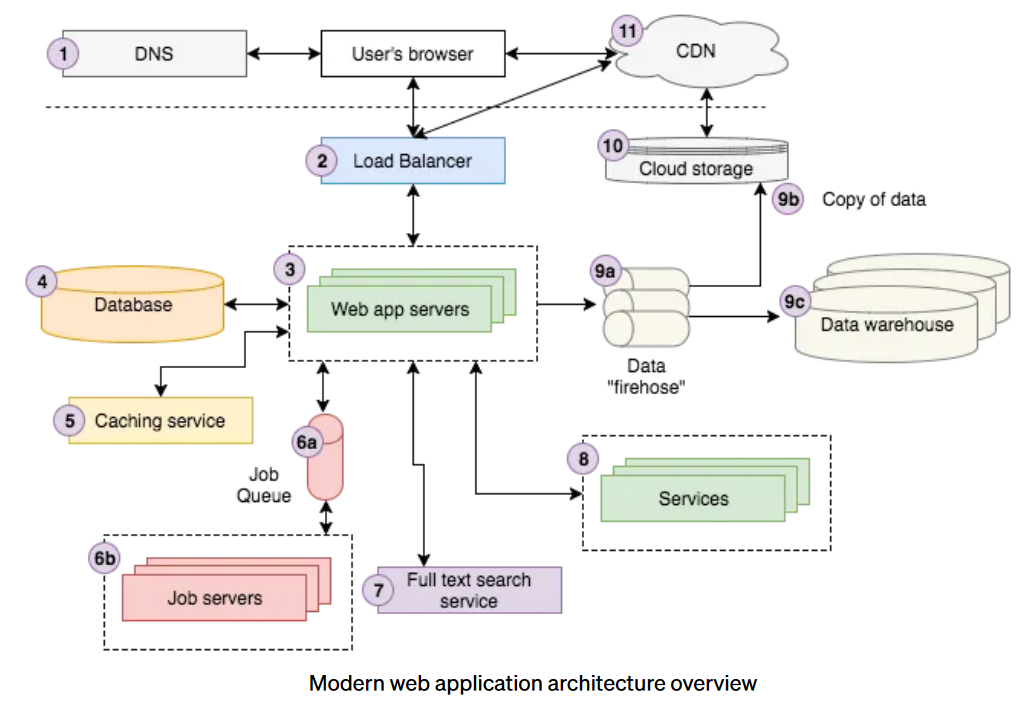 1
DNS
User's browser
11
CDN
2
Load Balancer
10
Cloud storage
9b
Copy of data
3
Web app servers
4
Database
9a
Data
"firehose"
9c
Data warehouse
5
Caching service
6a
Job
Queue
8
Services
6b
Job servers
7
Full text search
service
Modern web application architecture overview